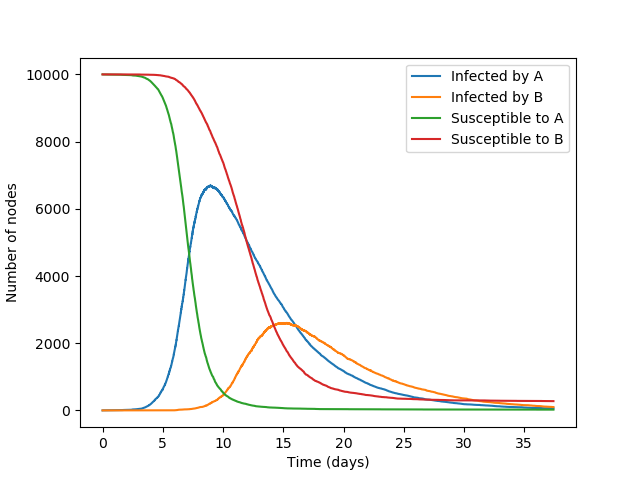 Infected by A
Infected by B
Susceptible to A
Susceptible to B
Number of nodes
10000
8000
6000
4000
2000
0
0 5 10 15 20 25 30 35
Time (days)